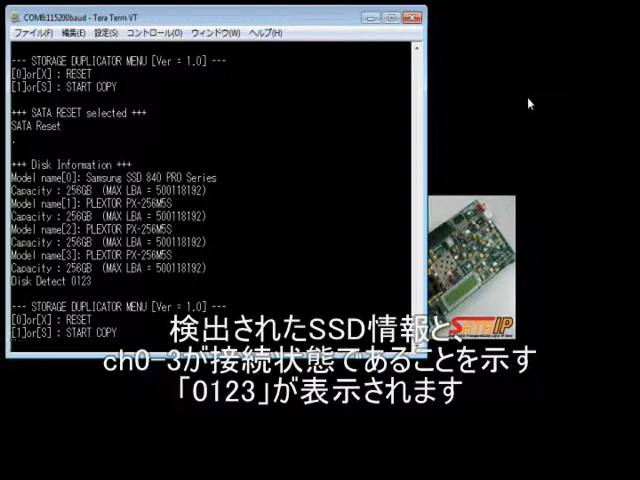 COM8:115200baud - Tera Term VT
ファイル(F) 編集(E) 設定(S) コントロール(O) ウィンドウ(W) ヘルプ(H)
--- STORAGE DUPLICATOR MENU [Ver = 1.0] ---
[0]or[X] : RESET
[1]or[S] : START COPY
+++ SATA RESET selected +++
SATA Reset
.
+++ Disk Information +++
Model name[0]: Samsung SSD 840 PRO Series
Capacity : 256GB (MAX LBA = 500118192)
Model name[1]: PLEXTOR PX-256M5S
Capacity : 256GB (MAX LBA = 500118192)
Model name[2]: PLEXTOR PX-256M5S
Capacity : 256GB (MAX LBA = 500118192)
Model name[3]: PLEXTOR PX-256M5S
Capacity : 256GB (MAX LBA = 500118192)
Disk Detect 0123
--- STORAGE DUPLICATOR MENU [Ver = 1.0] ---
[0]or[X] : RESET
[1]or[S] : START COPY
SATA IP
検出されたSSD情報と、
ch0-3が接続状態であることを示す
「0123」が表示されます